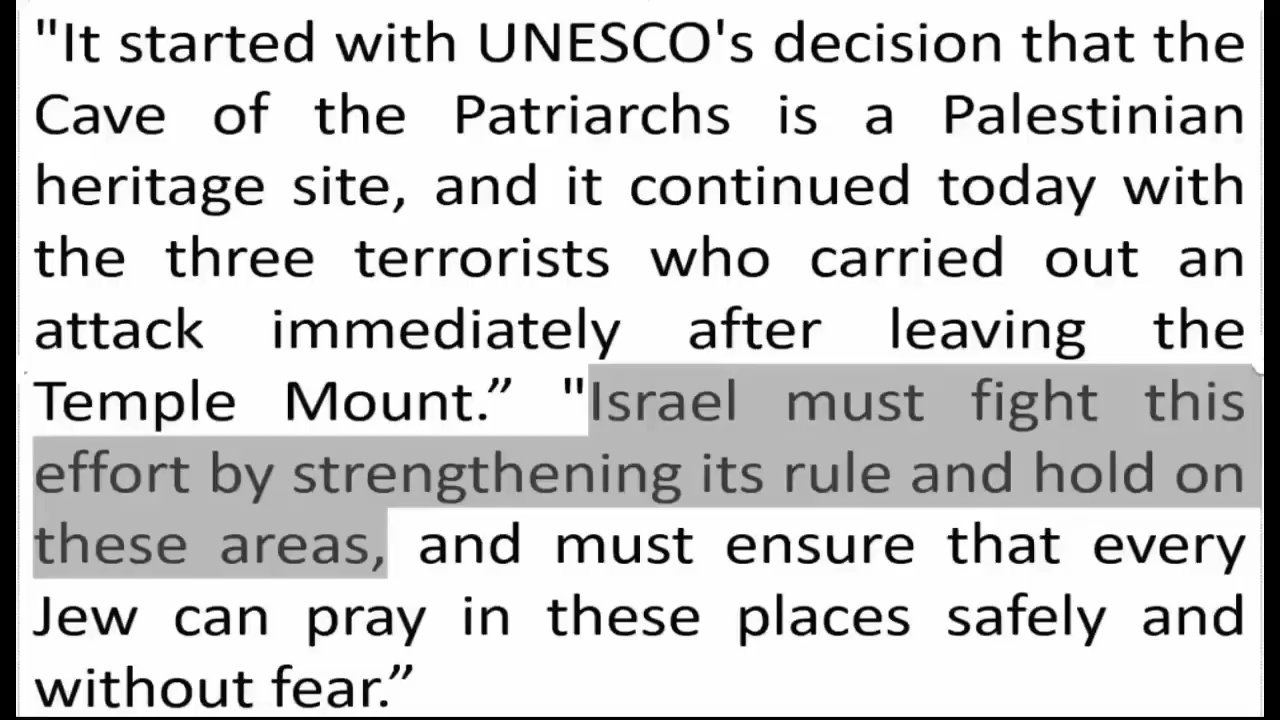 "It started with UNESCO's decision that the
Cave of the Patriarchs is a Palestinian
heritage site, and it continued today with
the three terrorists who carried out an
attack immediately after leaving the
Temple Mount.” "Israel must fight this
effort by strengthening its rule and hold on
these areas, and must ensure that every
Jew can pray in these places safely and
without fear.”